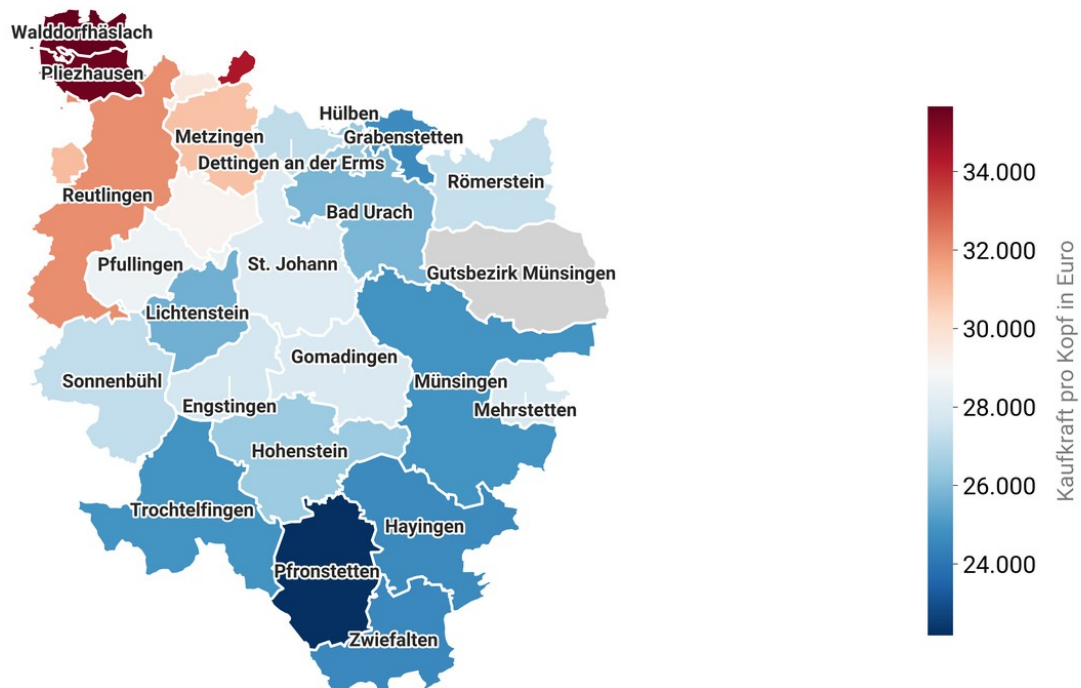 Walddorfhäslach
Pliezhausen
Hülben
Metzingen
Grabenstetten
Dettingen an der Erms
Römerstein
Reutlingen
Bad Urach
Pfullingen
St. Johann
Gutsbezirk Münsingen
Lichtenstein
Gomadingen
Sonnenbühl
Münsingen
Engstingen
Mehrstetten
Hohenstein
Trochtelfingen
Hayingen
Pfronstetten
Zwiefalten
34.000
32.000
30.000
28.000
26.000
24.000
Kaufkraft pro Kopf in Euro